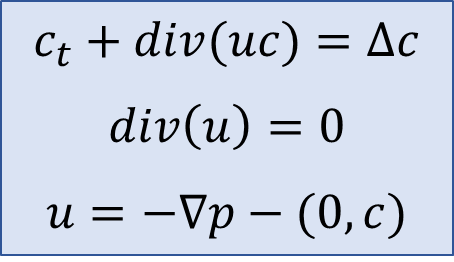 c_t + div(uc) = Δc
div(u) = 0
u = −∇p − (0, c)